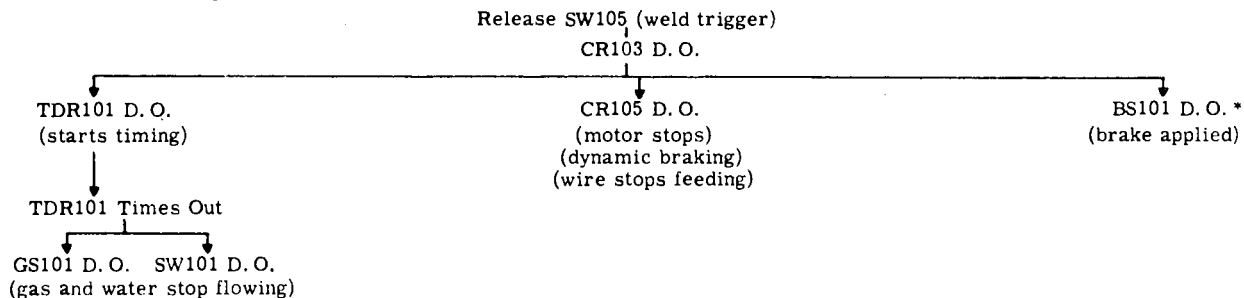 Release SW105 (weld trigger)
CR103 D. O.
TDR101 D. O.
(starts timing)
CR105 D. O.
(motor stops)
(dynamic braking)
(wire stops feeding)
BS101 D. O. *
(brake applied)
TDR101 Times Out
GS101 D. O. SW101 D. O.
(gas and water stop flowing)